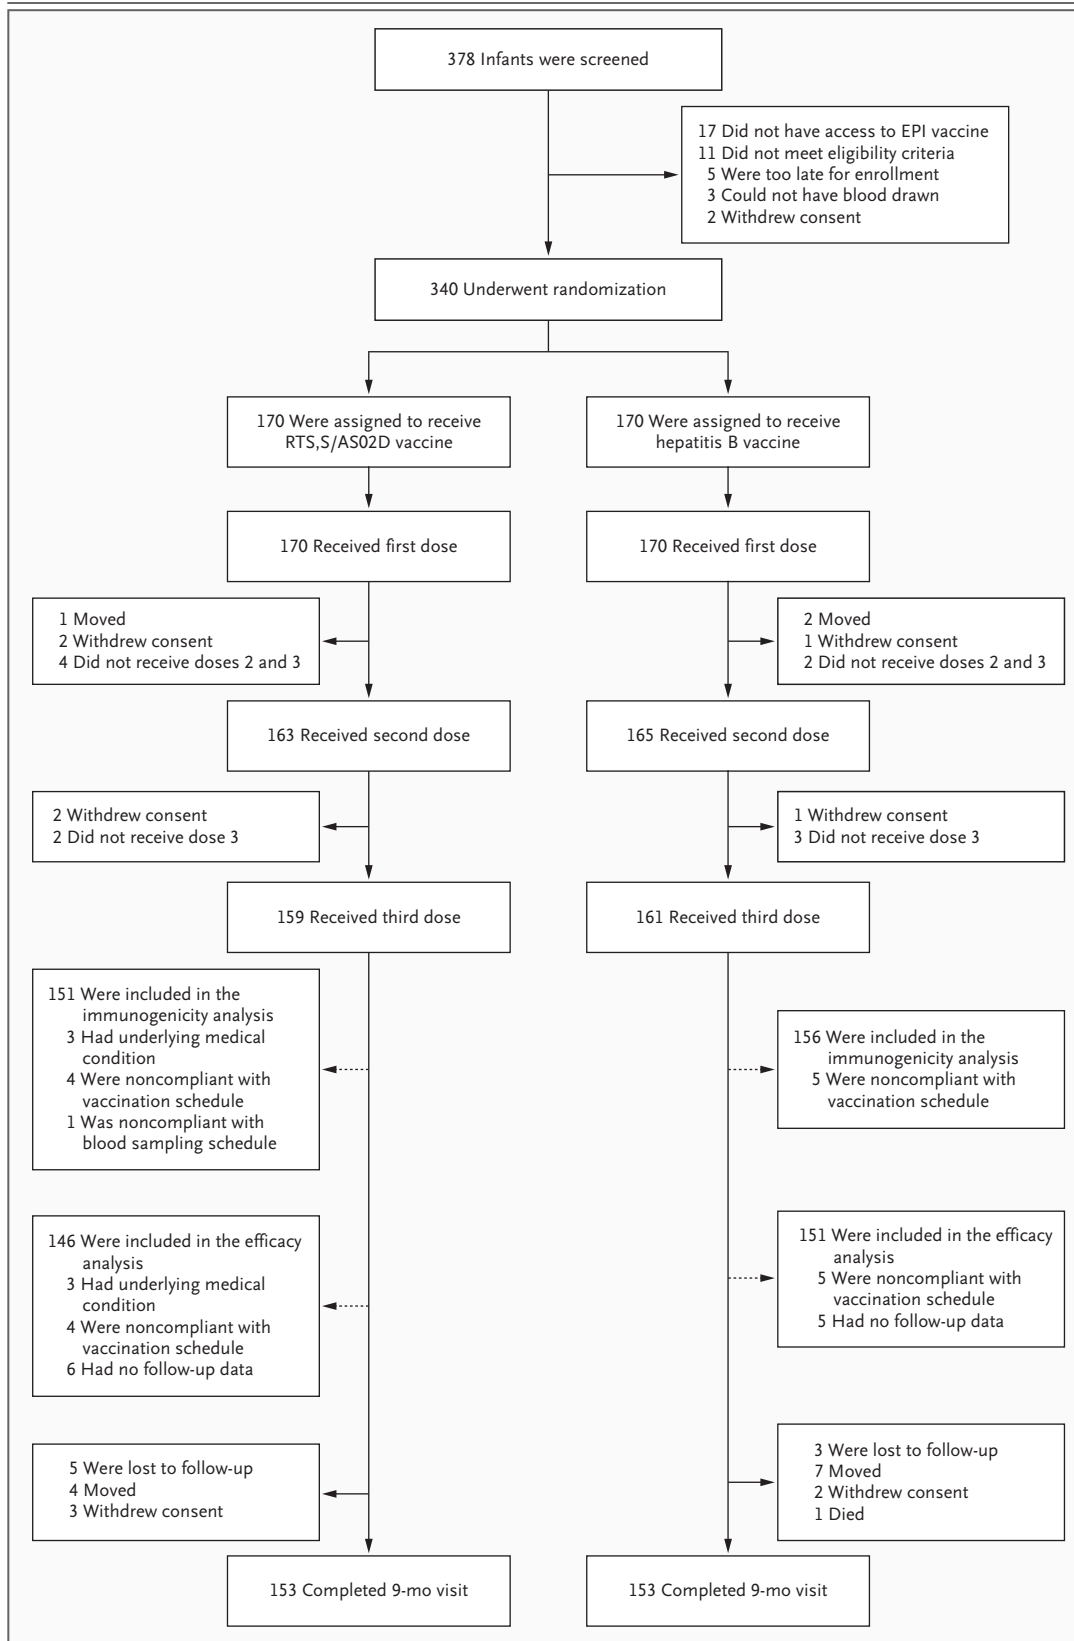 378 Infants were screened
17 Did not have access to EPI vaccine
11 Did not meet eligibility criteria
5 Were too late for enrollment
3 Could not have blood drawn
2 Withdrew consent
340 Underwent randomization
170 Were assigned to receive
RTS,S/AS02D vaccine
170 Were assigned to receive
hepatitis B vaccine
170 Received first dose
170 Received first dose
1 Moved
2 Withdrew consent
4 Did not receive doses 2 and 3
2 Moved
1 Withdrew consent
2 Did not receive doses 2 and 3
163 Received second dose
165 Received second dose
2 Withdrew consent
2 Did not receive dose 3
1 Withdrew consent
3 Did not receive dose 3
159 Received third dose
161 Received third dose
151 Were included in the
immunogenicity analysis
3 Had underlying medical
condition
4 Were noncompliant with
vaccination schedule
1 Was noncompliant with
blood sampling schedule
156 Were included in the
immunogenicity analysis
5 Were noncompliant with
vaccination schedule
146 Were included in the efficacy
analysis
3 Had underlying medical
condition
4 Were noncompliant with
vaccination schedule
6 Had no follow-up data
151 Were included in the efficacy
analysis
5 Were noncompliant with
vaccination schedule
5 Had no follow-up data
5 Were lost to follow-up
4 Moved
3 Withdrew consent
3 Were lost to follow-up
7 Moved
2 Withdrew consent
1 Died
153 Completed 9-mo visit
153 Completed 9-mo visit